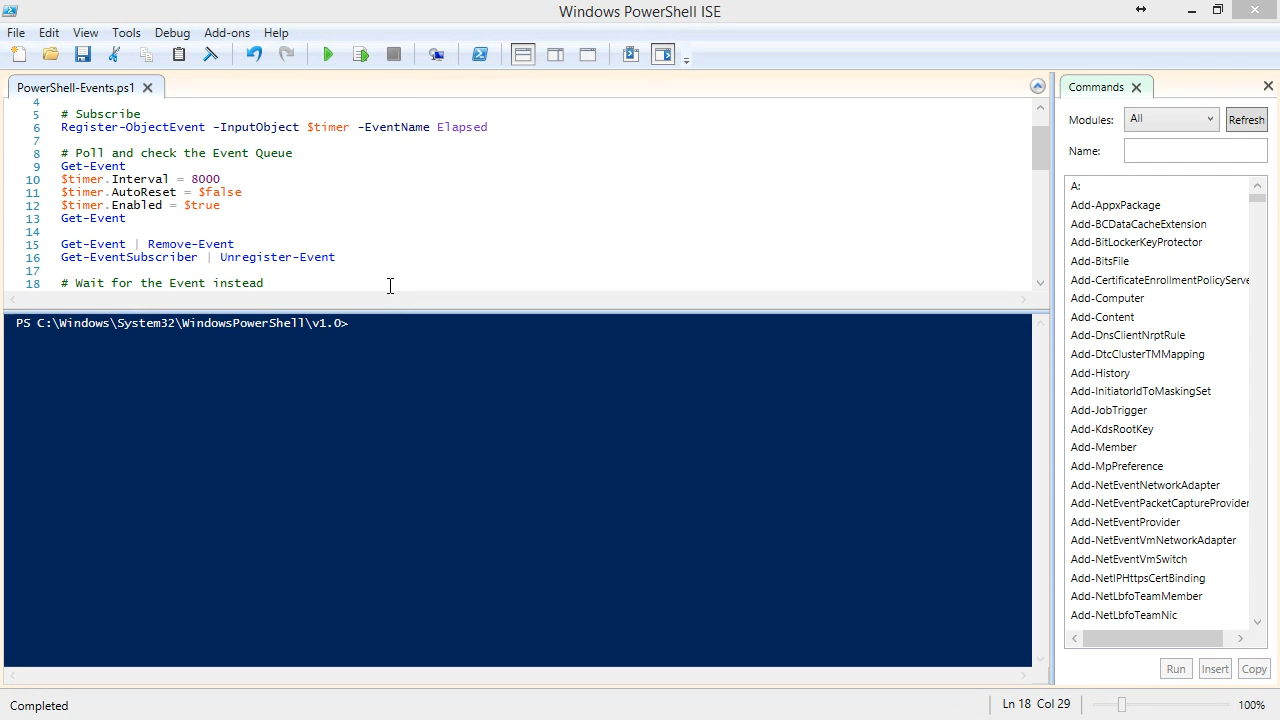 Windows PowerShell ISE
File Edit View Tools Debug Add-ons Help
PowerShell-Events.ps1
4
5 # Subscribe
6 Register-ObjectEvent -InputObject $timer -EventName Elapsed
7
8 # Poll and check the Event Queue
9 Get-Event
10 $timer.Interval = 8000
11 $timer.AutoReset = $false
12 $timer.Enabled = $true
13 Get-Event
14
15 Get-Event | Remove-Event
16 Get-EventSubscriber | Unregister-Event
17
18 # Wait for the Event instead
PS C:\Windows\System32\WindowsPowerShell\v1.0>
Commands
Modules: All Refresh
Name:
A:
Add-AppxPackage
Add-BCDataCacheExtension
Add-BitLockerKeyProtector
Add-BitsFile
Add-CertificateEnrollmentPolicyServe
Add-Computer
Add-Content
Add-DnsClientNrptRule
Add-DtcClusterTMMapping
Add-History
Add-InitiatorIdToMaskingSet
Add-JobTrigger
Add-KdsRootKey
Add-Member
Add-MpPreference
Add-NetEventNetworkAdapter
Add-NetEventPacketCaptureProvider
Add-NetEventProvider
Add-NetEventVmNetworkAdapter
Add-NetEventVmSwitch
Add-NetIPHttpsCertBinding
Add-NetLbfoTeamMember
Add-NetLbfoTeamNic
Run Insert Copy
Completed
Ln 18 Col 29
100%